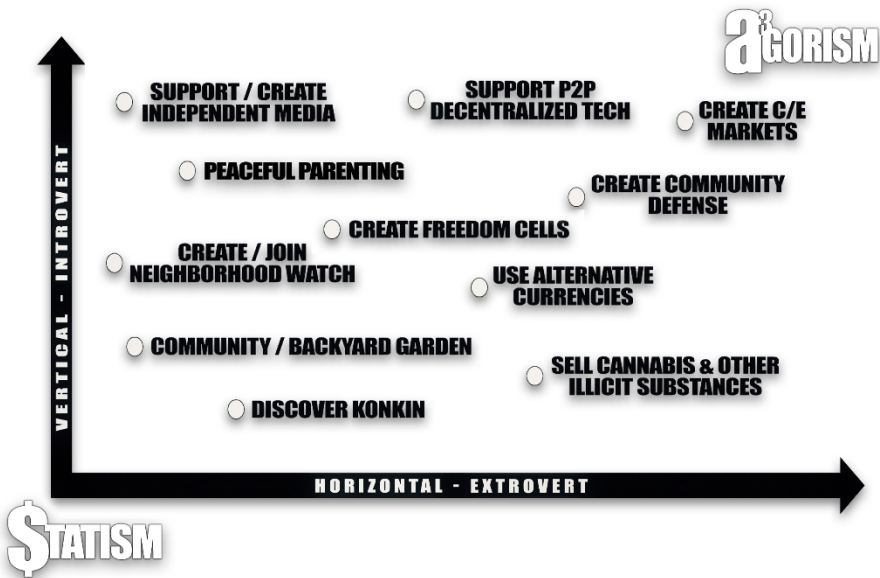 a³GORISM
SUPPORT / CREATE
INDEPENDENT MEDIA
SUPPORT P2P
DECENTRALIZED TECH
CREATE C/E
MARKETS
PEACEFUL PARENTING
CREATE COMMUNITY
DEFENSE
CREATE FREEDOM CELLS
CREATE / JOIN
NEIGHBORHOOD WATCH
USE ALTERNATIVE
CURRENCIES
COMMUNITY / BACKYARD GARDEN
SELL CANNABIS & OTHER
ILLICIT SUBSTANCES
DISCOVER KONKIN
VERTICAL - INTROVERT
HORIZONTAL - EXTROVERT
$TATISM